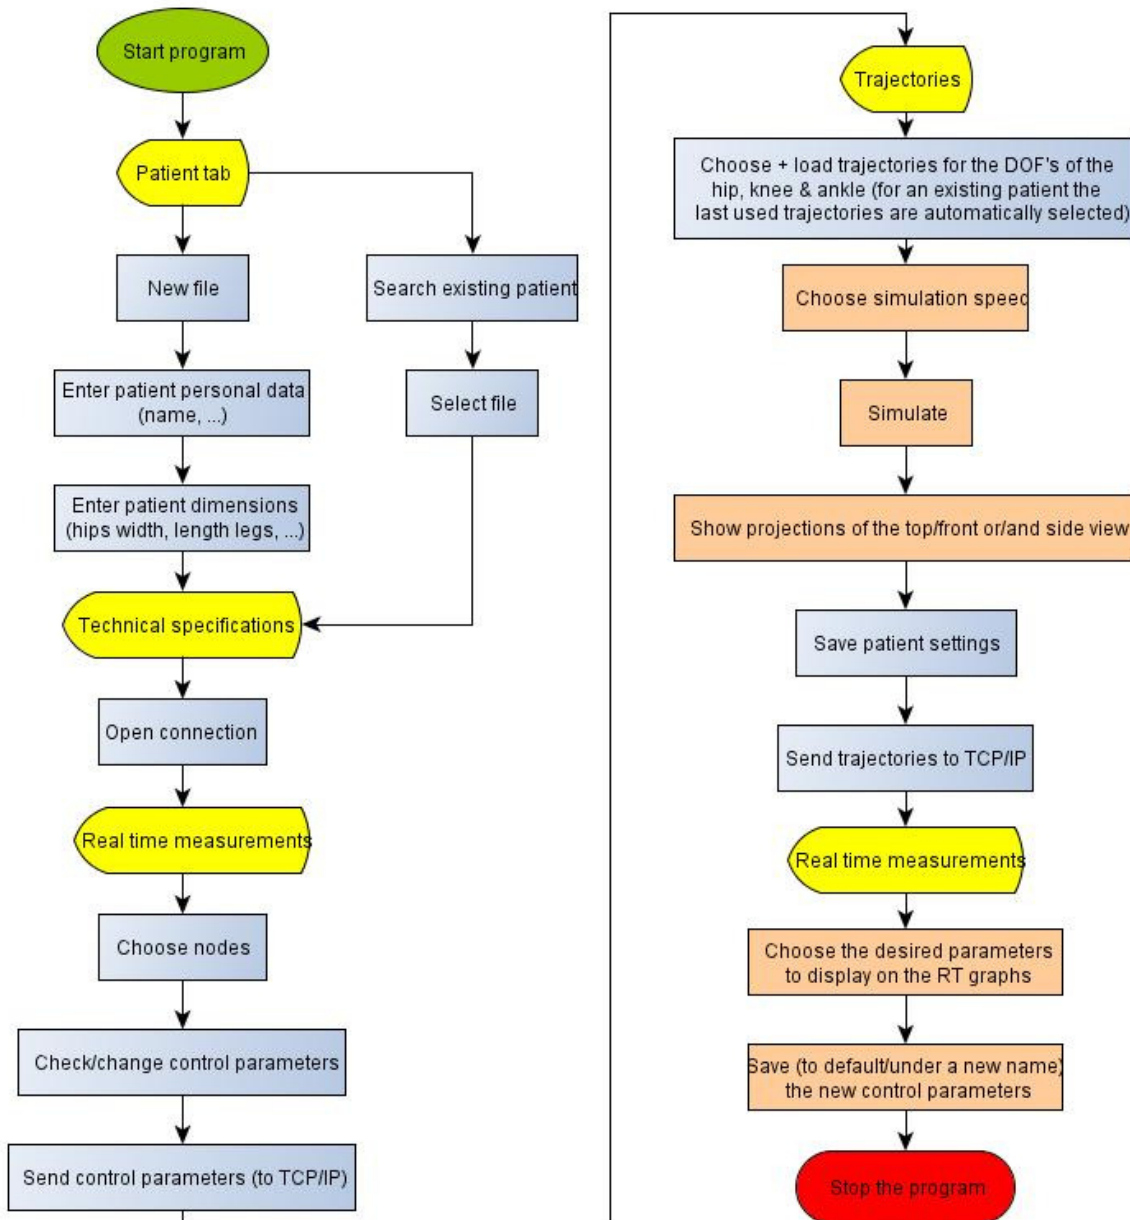 Start program
Patient tab
New file
Search existing patient
Enter patient personal data
(name, ...)
Select file
Enter patient dimensions
(hips width, length legs, ...)
Technical specifications
Open connection
Real time measurements
Choose nodes
Check/change control parameters
Send control parameters (to TCP/IP)
Trajectories
Choose + load trajectories for the DOF's of the
hip, knee & ankle (for an existing patient the
last used trajectories are automatically selected)
Choose simulation speed
Simulate
Show projections of the top/front or/and side view
Save patient settings
Send trajectories to TCP/IP
Real time measurements
Choose the desired parameters
to display on the RT graphs
Save (to default/under a new name)
the new control parameters
Stop the program